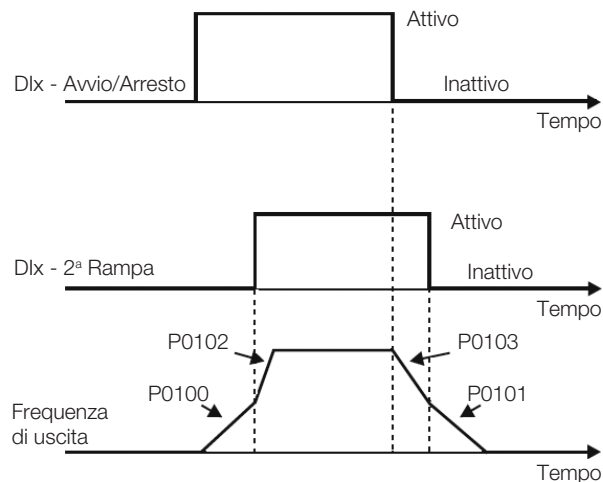 Attivo
DIx - Avvio/Arresto
Inattivo
Tempo
Attivo
DIx - 2ª Rampa
Inattivo
Tempo
P0102
P0103
P0100
P0101
Frequenza
di uscita
Tempo